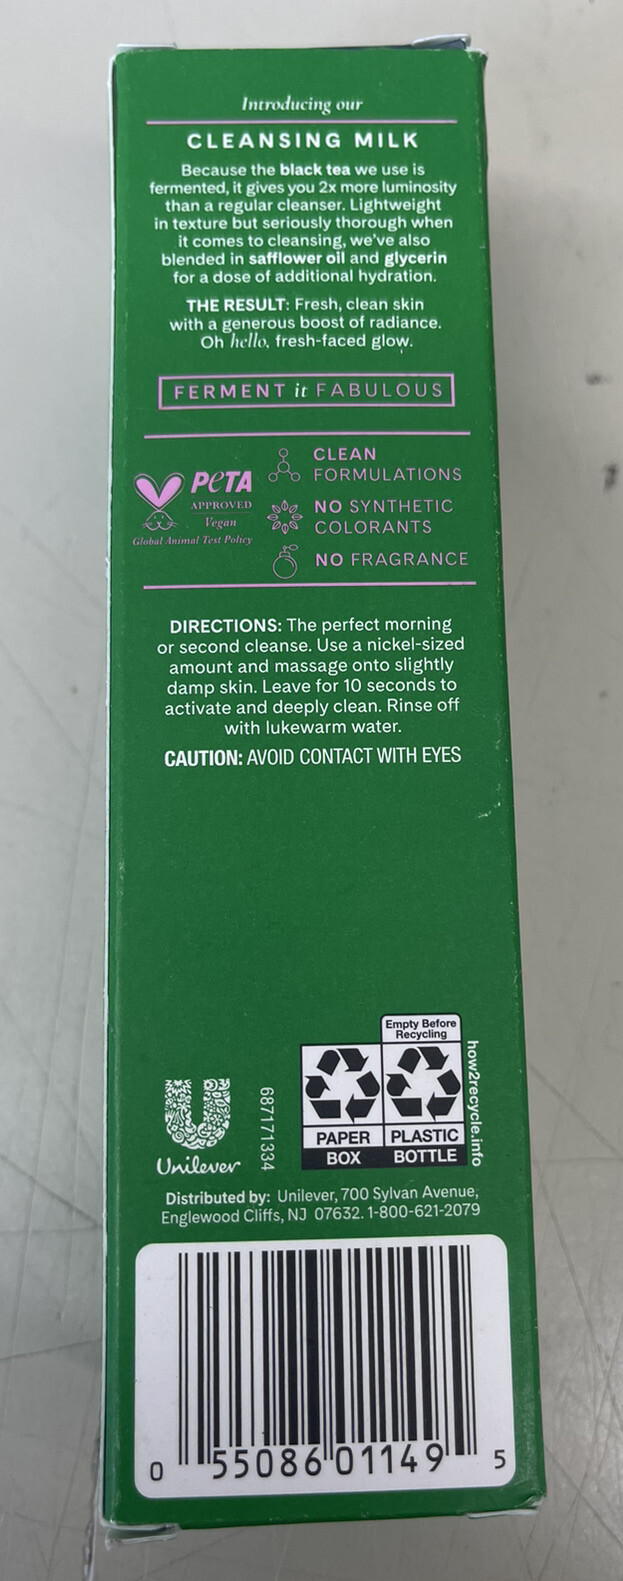 Introducing our
CLEANSING MILK
Because the black tea we use is
fermented, it gives you 2x more luminosity
than a regular cleanser. Lightweight
in texture but seriously thorough when
it comes to cleansing, we've also
blended in safflower oil and glycerin
for a dose of additional hydration.
THE RESULT: Fresh, clean skin
with a generous boost of radiance.
Oh hello, fresh-faced glow.
FERMENT it FABULOUS
PeTA
APPROVED
Vegan
Global Animal Test Policy
CLEAN
FORMULATIONS
NO SYNTHETIC
COLORANTS
NO FRAGRANCE
DIRECTIONS: The perfect morning
or second cleanse. Use a nickel-sized
amount and massage onto slightly
damp skin. Leave for 10 seconds to
activate and deeply clean. Rinse off
with lukewarm water.
CAUTION: AVOID CONTACT WITH EYES
Unilever
687171334
Empty Before
Recycling
PAPER PLASTIC
BOX BOTTLE
how2recycle.info
Distributed by: Unilever, 700 Sylvan Avenue,
Englewood Cliffs, NJ 07632. 1-800-621-2079
0 55086 01149 5